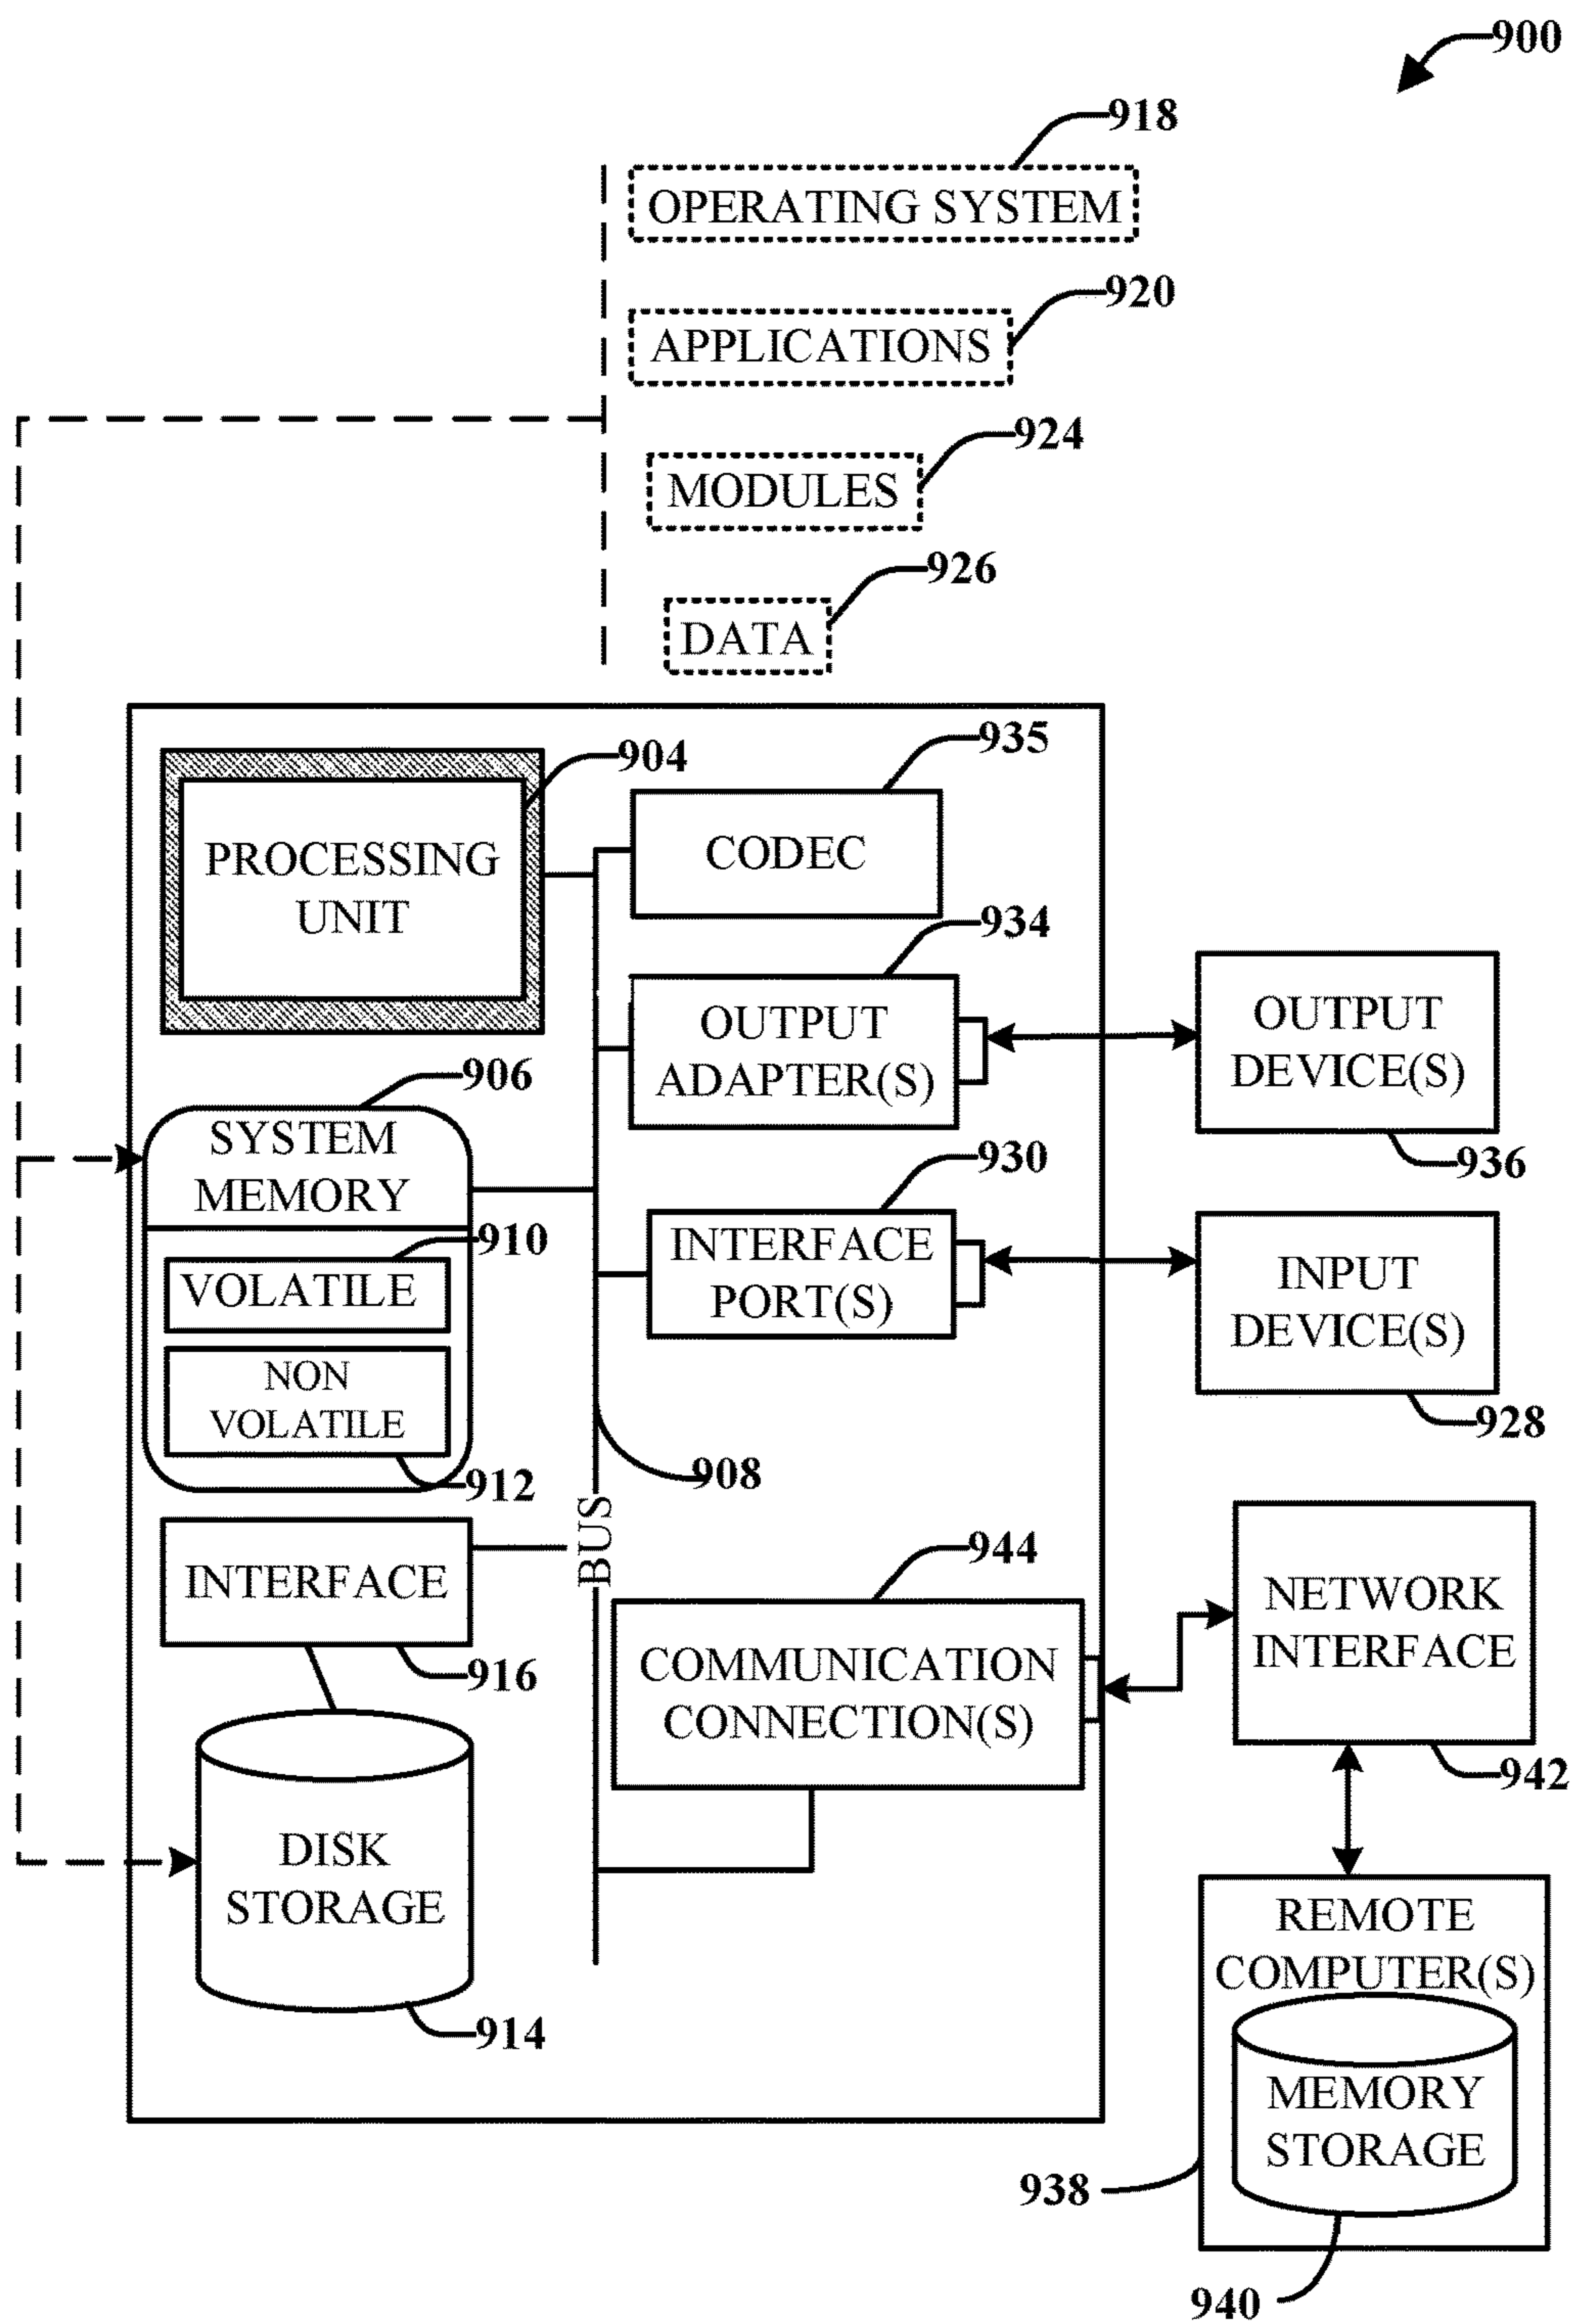 900
918
OPERATING SYSTEM
920
APPLICATIONS
924
MODULES
926
DATA
904
PROCESSING
UNIT
935
CODEC
934
OUTPUT
ADAPTER(S)
OUTPUT
DEVICE(S)
936
906
SYSTEM
MEMORY
910
VOLATILE
NON
VOLATILE
912
930
INTERFACE
PORT(S)
INPUT
DEVICE(S)
928
908
BUS
INTERFACE
916
944
COMMUNICATION
CONNECTION(S)
NETWORK
INTERFACE
942
DISK
STORAGE
914
REMOTE
COMPUTER(S)
MEMORY
STORAGE
938
940